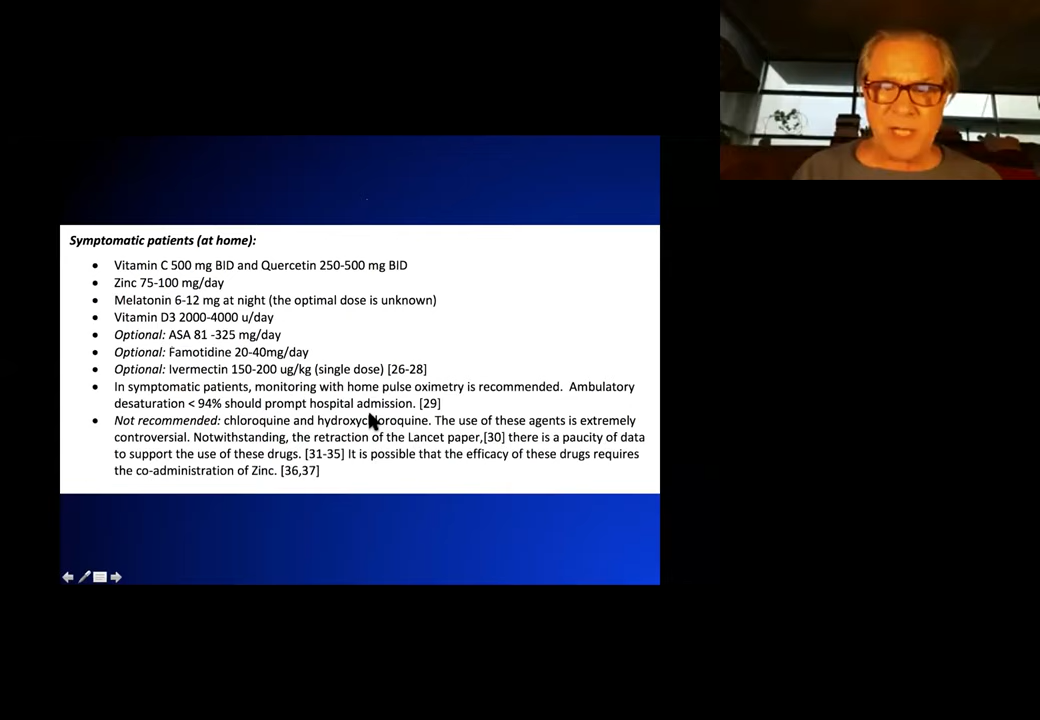 Symptomatic patients (at home):
• Vitamin C 500 mg BID and Quercetin 250-500 mg BID
• Zinc 75-100 mg/day
• Melatonin 6-12 mg at night (the optimal dose is unknown)
• Vitamin D3 2000-4000 u/day
• Optional: ASA 81 -325 mg/day
• Optional: Famotidine 20-40mg/day
• Optional: Ivermectin 150-200 ug/kg (single dose) [26-28]
• In symptomatic patients, monitoring with home pulse oximetry is recommended. Ambulatory
desaturation < 94% should prompt hospital admission. [29]
• Not recommended: chloroquine and hydroxychloroquine. The use of these agents is extremely
controversial. Notwithstanding, the retraction of the Lancet paper,[30] there is a paucity of data
to support the use of these drugs. [31-35] It is possible that the efficacy of these drugs requires
the co-administration of Zinc. [36,37]